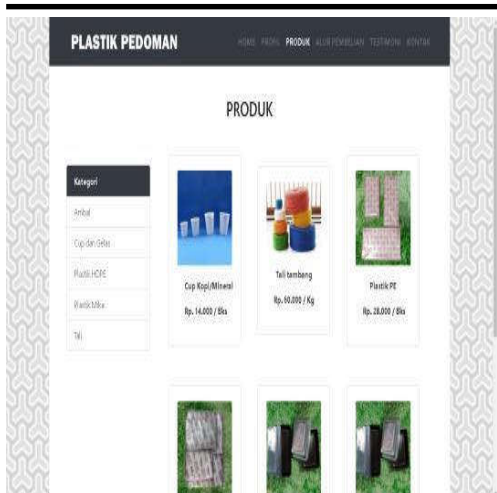 PLASTIK PEDOMAN
HOME PROFIL PRODUK ALUR PEMBELIAN TESTIMONI KONTAK
PRODUK
Kategori
Ambal
Cup dan Gelas
Plastik HDPE
Plastik Mika
Tali
Cup Kopi/Mineral
Rp. 14.000 / Bks
Tali tambang
Rp. 60.000 / Kg
Plastik PE
Rp. 28.000 / Bks